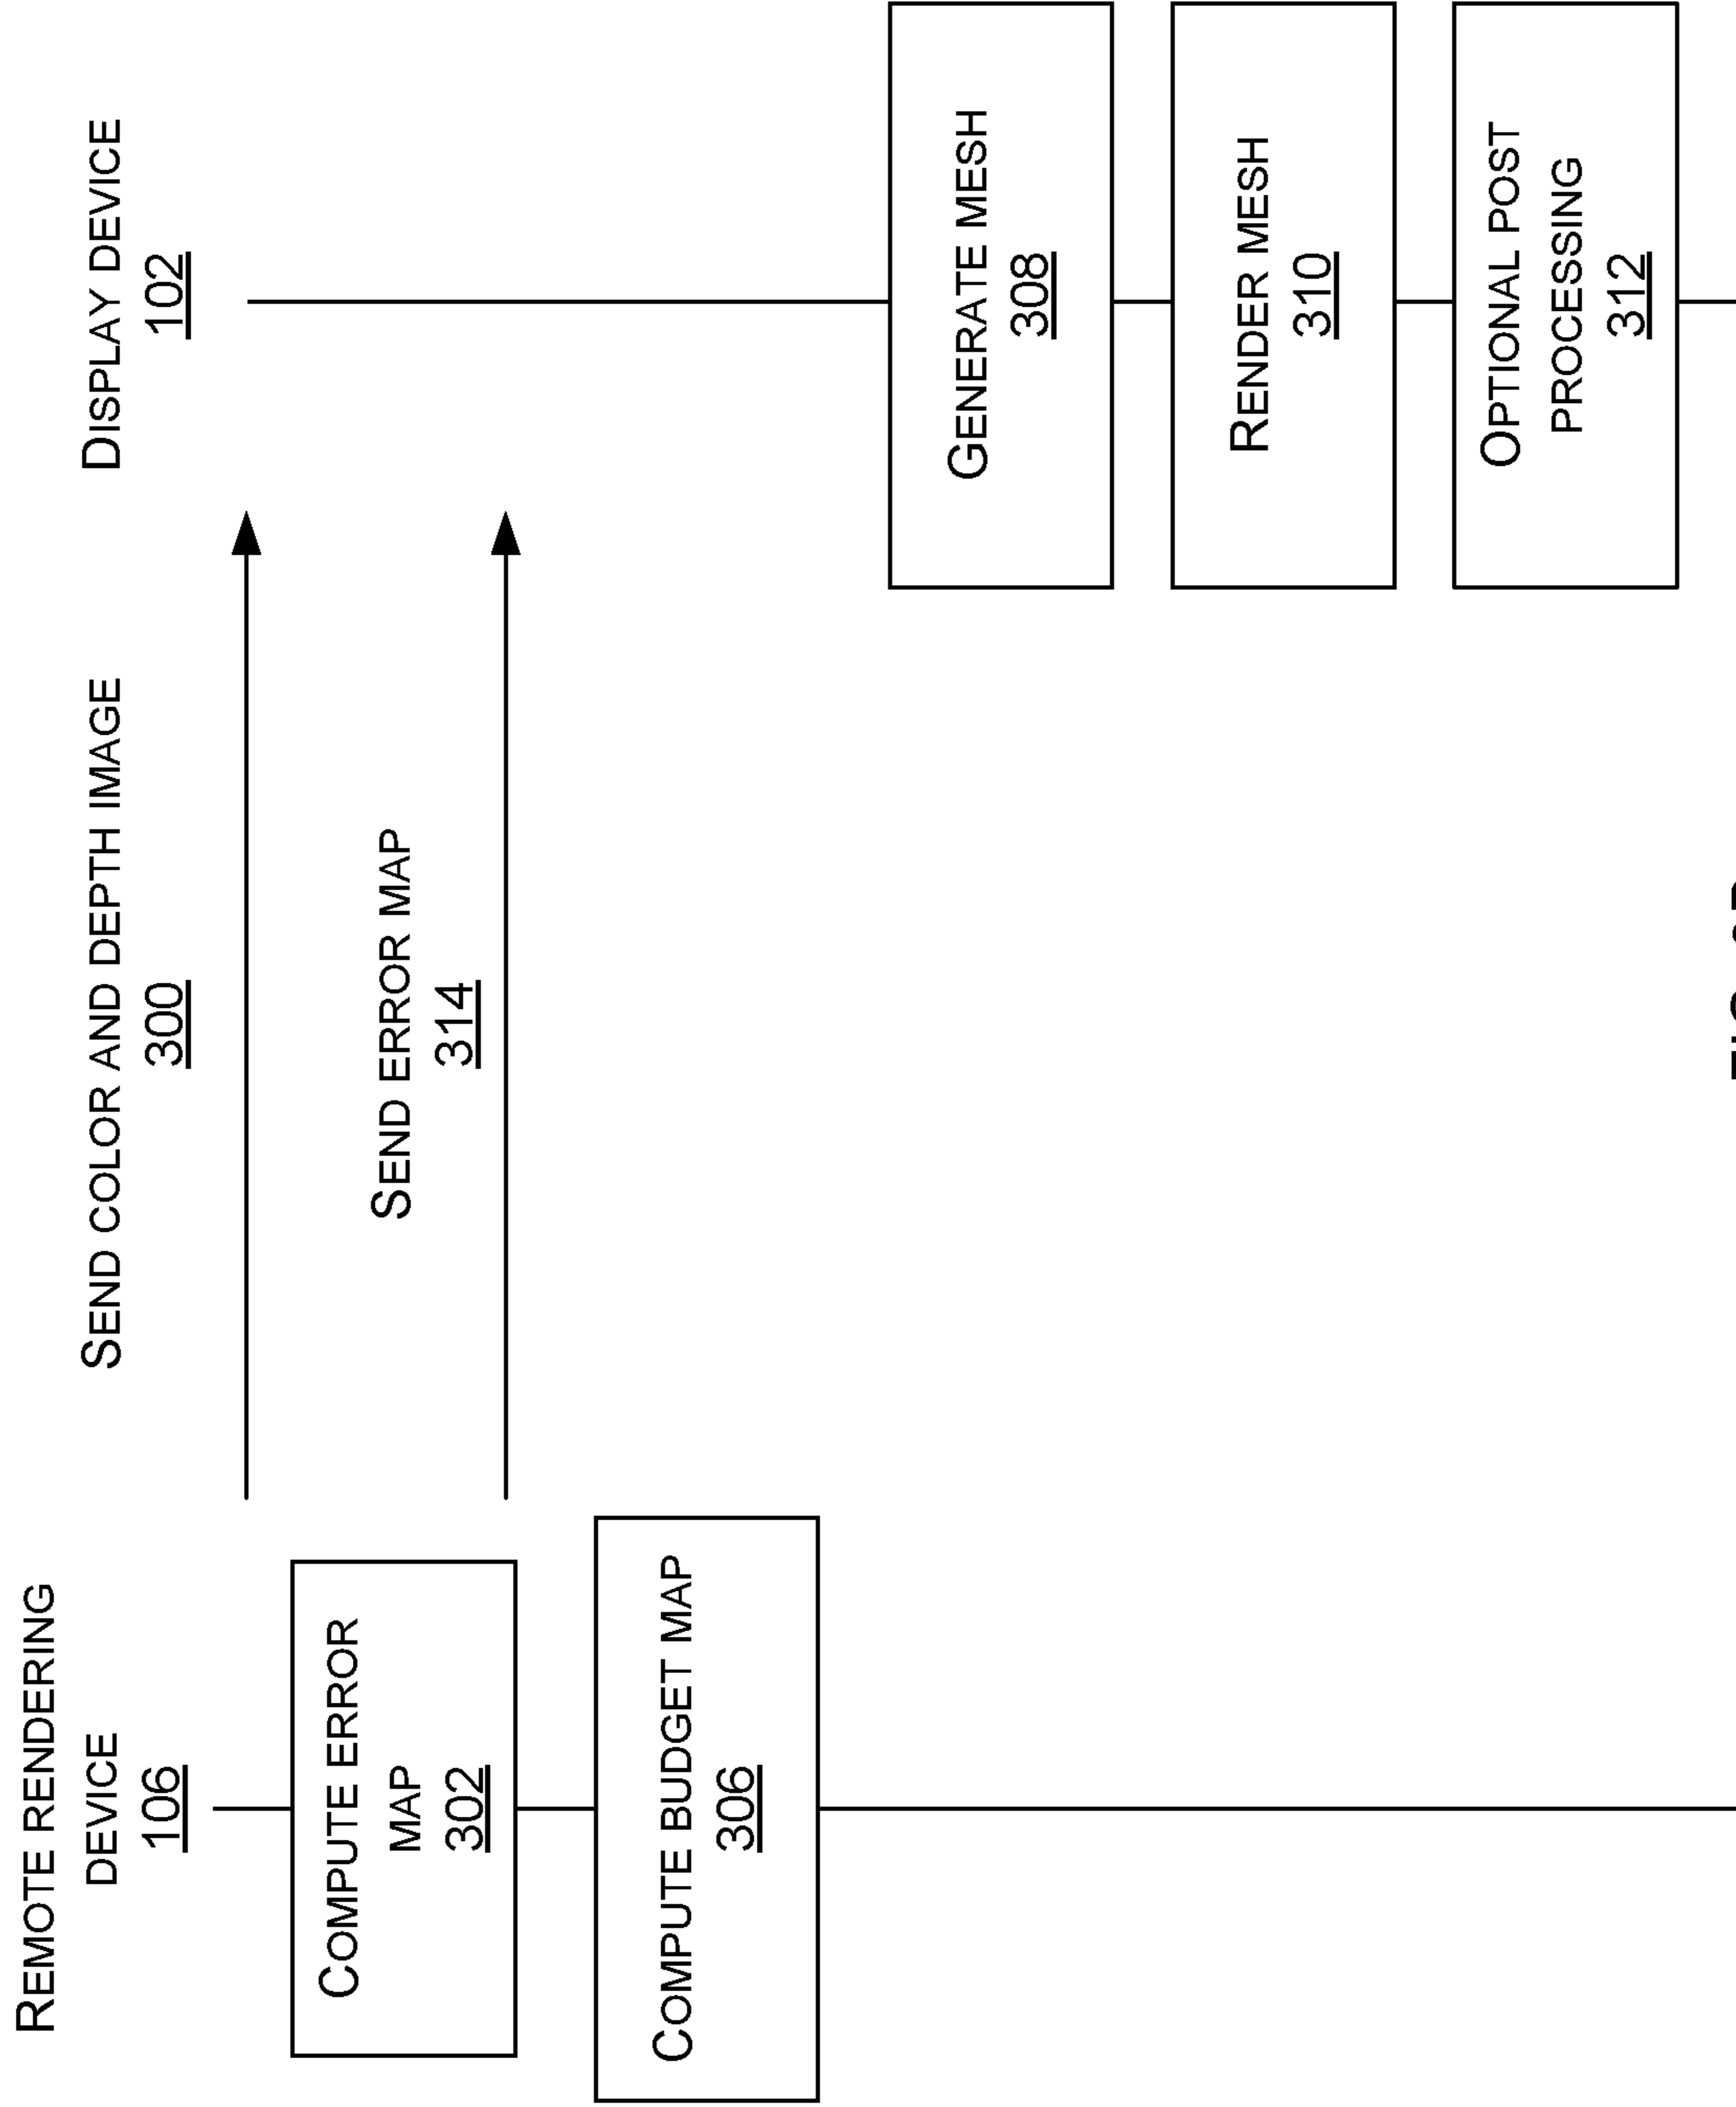 REMOTE RENDERING
DEVICE
106
SEND COLOR AND DEPTH IMAGE
300
DISPLAY DEVICE
102
COMPUTE ERROR
MAP
302
SEND ERROR MAP
314
COMPUTE BUDGET MAP
306
GENERATE MESH
308
RENDER MESH
310
OPTIONAL POST
PROCESSING
312